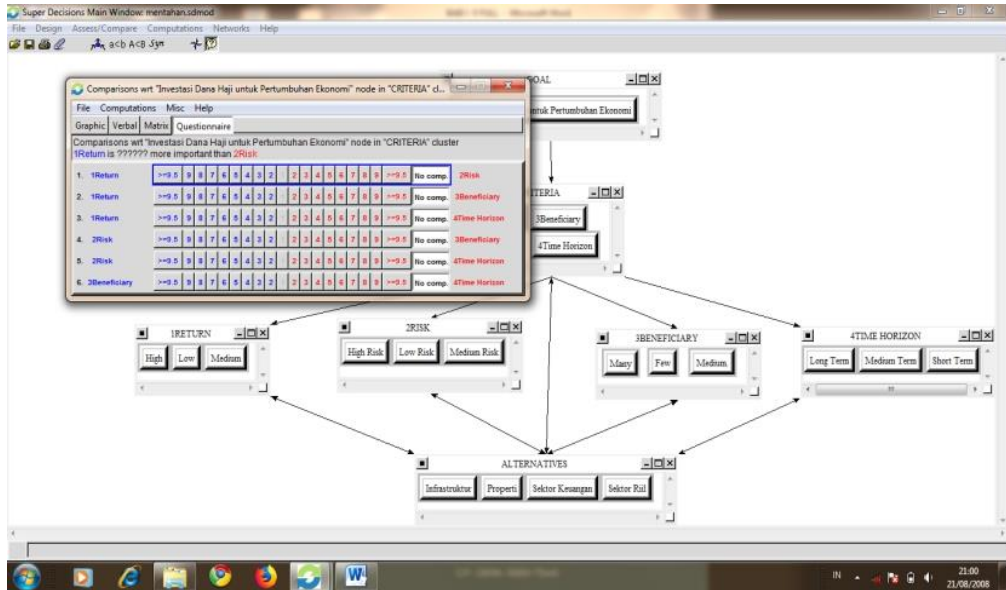 Super Decisions Main Window: mentahan.sdmod
File Design Assess/Compare Computations Networks Help
a<b A<B Syn
GOAL
ntuk Pertumbuhan Ekonomi
Comparisons wrt "Investasi Dana Haji untuk Pertumbuhan Ekonomi" node in "CRITERIA" cl...
File Computations Misc Help
Graphic Verbal Matrix Questionnaire
Comparisons wrt "Investasi Dana Haji untuk Pertumbuhan Ekonomi" node in "CRITERIA" cluster
1Return is ?????? more important than 2Risk
1. 1Return >=9.5 9 8 7 6 5 4 3 2 2 3 4 5 6 7 8 9 >=9.5 No comp. 2Risk
2. 1Return >=9.5 9 8 7 6 5 4 3 2 2 3 4 5 6 7 8 9 >=9.5 No comp. 3Beneficiary
3. 1Return >=9.5 9 8 7 6 5 4 3 2 2 3 4 5 6 7 8 9 >=9.5 No comp. 4Time Horizon
4. 2Risk >=9.5 9 8 7 6 5 4 3 2 2 3 4 5 6 7 8 9 >=9.5 No comp. 3Beneficiary
5. 2Risk >=9.5 9 8 7 6 5 4 3 2 2 3 4 5 6 7 8 9 >=9.5 No comp. 4Time Horizon
6. 3Beneficiary >=9.5 9 8 7 6 5 4 3 2 2 3 4 5 6 7 8 9 >=9.5 No comp. 4Time Horizon
ITERIA
3Beneficiary
4Time Horizon
1RETURN
High Low Medium
2RISK
High Risk Low Risk Medium Risk
3BENEFICIARY
Many Few Medium
4TIME HORIZON
Long Term Medium Term Short Term
ALTERNATIVES
Infrastruktur Properti Sektor Keuangan Sektor Riil
IN
21:00
21/08/2008